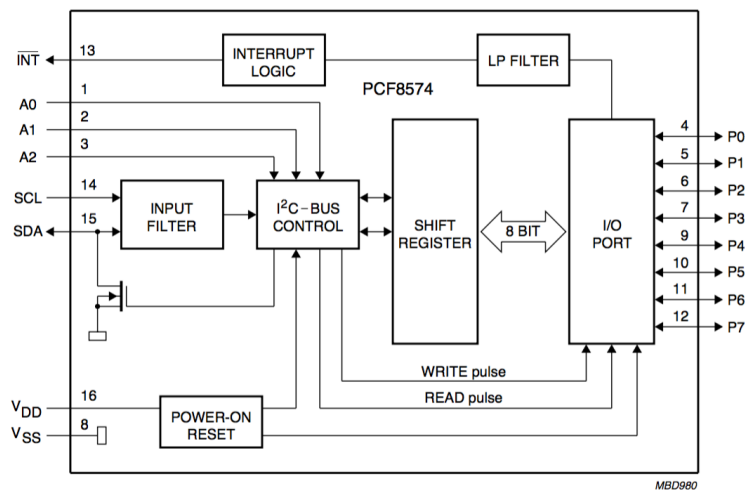 INT
13
INTERRUPT
LOGIC
LP FILTER
PCF8574
A0
1
A1
2
A2
3
SCL
14
SDA
15
INPUT
FILTER
I²C-BUS
CONTROL
SHIFT
REGISTER
8 BIT
I/O
PORT
4
P0
5
P1
6
P2
7
P3
9
P4
10
P5
11
P6
12
P7
WRITE pulse
READ pulse
VDD
16
VSS
8
POWER-ON
RESET
MBD980